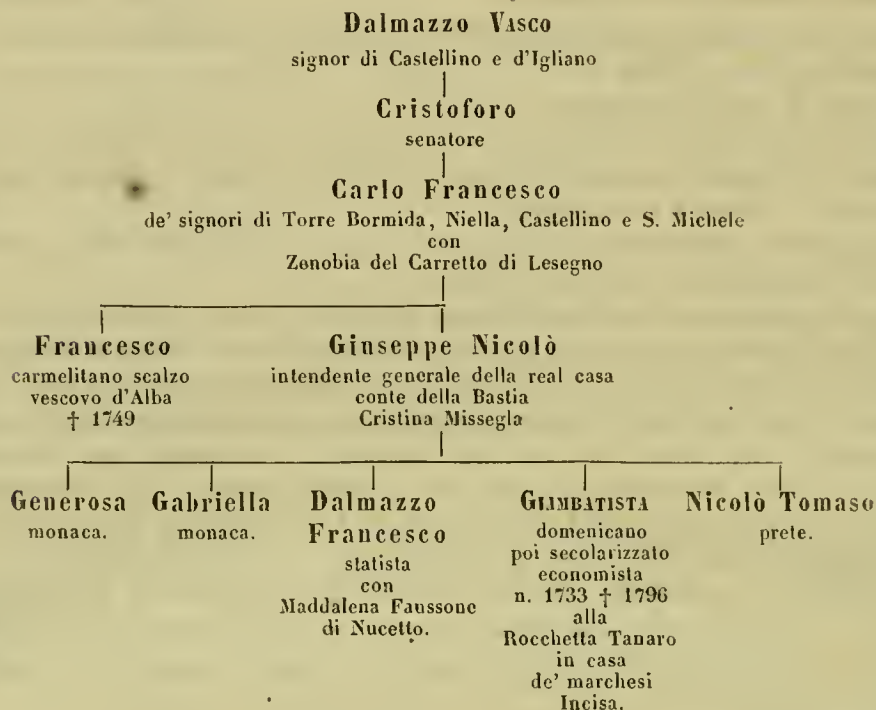 Dalmazzo Vasco
signor di Castellino e d'Igliano
Cristoforo
senatore
Carlo Francesco
de' signori di Torre Bormida, Niella, Castellino e S. Michele
con
Zenobia del Carretto di Lesegno
Francesco
carmelitano scalzo
vescovo d'Alba
† 1749
Giuseppe Nicolò
intendente generale della real casa
conte della Bastia
Cristina Missegla
Generosa
monaca.
Gabriella
monaca.
Dalmazzo
Francesco
statista
con
Maddalena Faussone
di Nucetto.
GIAMBATISTA
domenicano
poi secolarizzato
economista
n. 1733 † 1796
alla
Rocchetta Tanaro
in casa
de' marchesi
Incisa.
Nicolò Tomaso
prete.